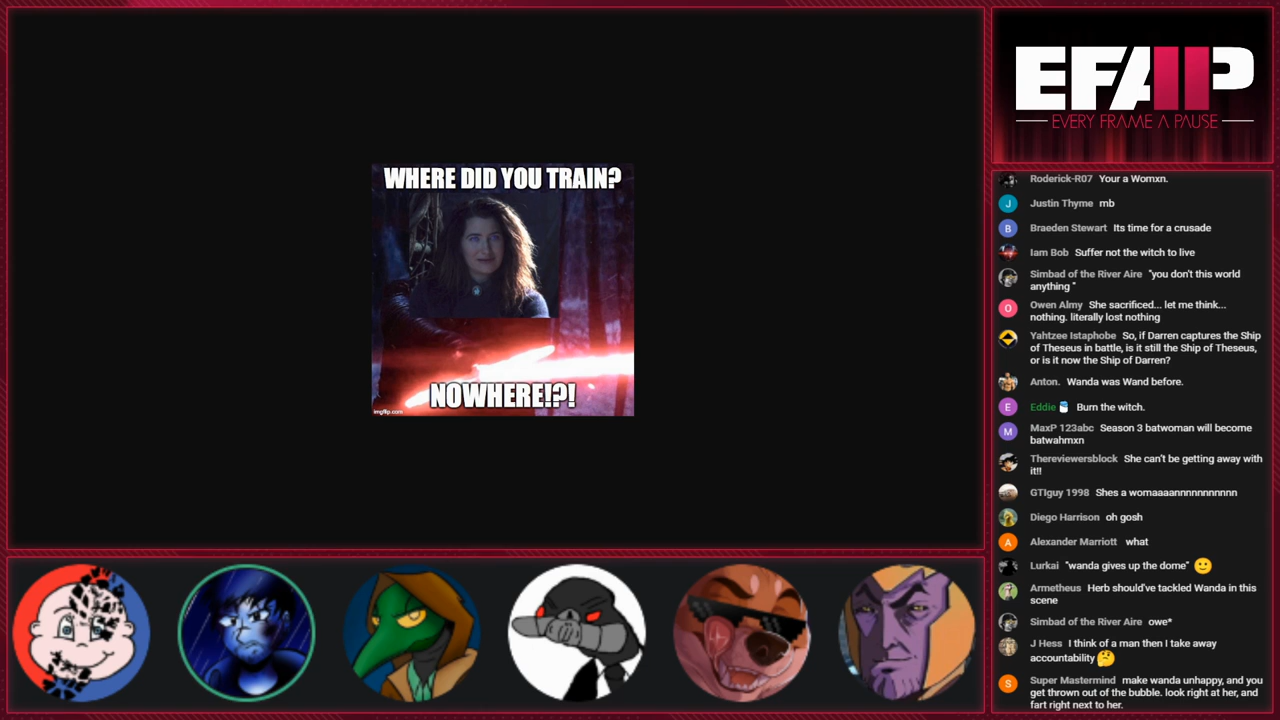 WHERE DID YOU TRAIN?
NOWHERE!?!
imgflip.com
EFAP
EVERY FRAME A PAUSE
Roderick-R07 Your a Womxn.
J
Justin Thyme mb
B
Braeden Stewart Its time for a crusade
Iam Bob Suffer not the witch to live
Simbad of the River Aire "you don't this world
anything "
O
Owen Almy She sacrificed... let me think...
nothing. literally lost nothing
Yahtzee Istaphobe So, if Darren captures the Ship
of Theseus in battle, is it still the Ship of Theseus,
or is it now the Ship of Darren?
Anton. Wanda was Wand before.
E
Eddie Burn the witch.
M
MaxP 123abc Season 3 batwoman will become
batwahmxn
Thereviewersblock She can't be getting away with
it!!
GTIguy 1998 Shes a womaaaannnnnnnnnn
Diego Harrison oh gosh
A
Alexander Marriott what
Lurkai "wanda gives up the dome" 🙂
Armetheus Herb should've tackled Wanda in this
scene
Simbad of the River Aire owe*
J Hess I think of a man then I take away
accountability 🤔
S
Super Mastermind make wanda unhappy, and you
get thrown out of the bubble. look right at her, and
fart right next to her.